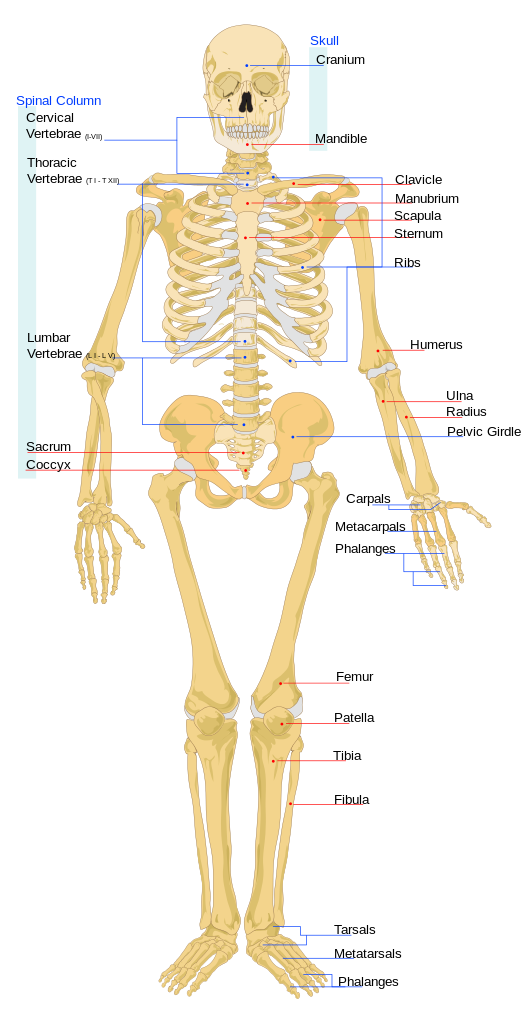 Skull
Cranium
Spinal Column
Cervical
Vertebrae (I-VII)
Mandible
Thoracic
Vertebrae (T I - T XII)
Clavicle
Manubrium
Scapula
Sternum
Ribs
Lumbar
Vertebrae (L I - L V)
Humerus
Ulna
Radius
Pelvic Girdle
Sacrum
Coccyx
Carpals
Metacarpals
Phalanges
Femur
Patella
Tibia
Fibula
Tarsals
Metatarsals
Phalanges